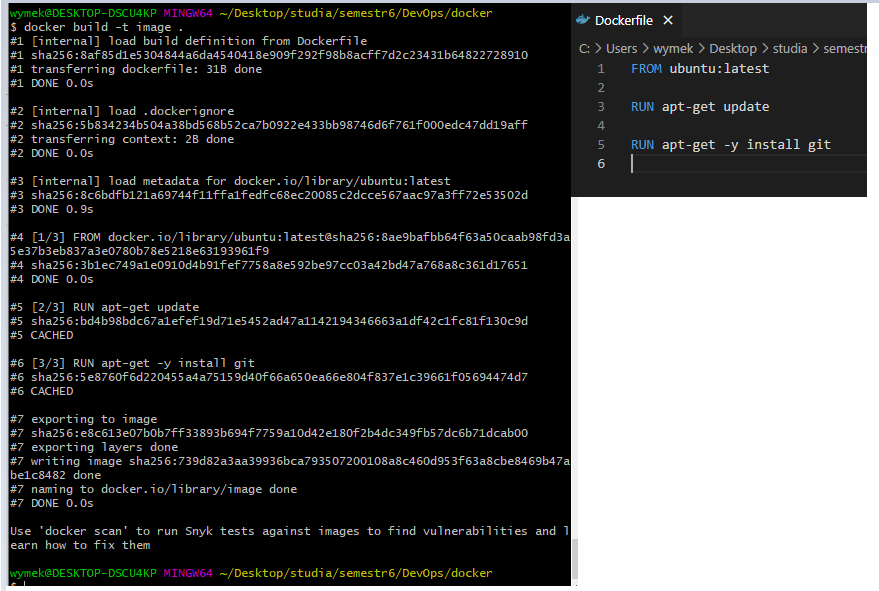 wymek@DESKTOP-DSCU4KP MINGW64 ~/Desktop/studia/semestr6/DevOps/docker
$ docker build -t image .
#1 [internal] load build definition from Dockerfile
#1 sha256:8af85d1e5304844a6da4540418e909f292f98b8acff7d2c23431b64822728910
#1 transferring dockerfile: 31B done
#1 DONE 0.0s
#2 [internal] load .dockerignore
#2 sha256:5b834234b504a38bd568b52ca7b0922e433bb98746d6f761f000edc47dd19aff
#2 transferring context: 2B done
#2 DONE 0.0s
#3 [internal] load metadata for docker.io/library/ubuntu:latest
#3 sha256:8c6bdfb121a69744f11ffa1fedfc68ec20085c2dcce567aac97a3ff72e53502d
#3 DONE 0.9s
#4 [1/3] FROM docker.io/library/ubuntu:latest@sha256:8ae9bafbb64f63a50caab98fd3a
5e37b3eb837a3e0780b78e5218e63193961f9
#4 sha256:3b1ec749a1e0910d4b91fef7758a8e592be97cc03a42bd47a768a8c361d17651
#4 DONE 0.0s
#5 [2/3] RUN apt-get update
#5 sha256:bd4b98bdc67a1efef19d71e5452ad47a1142194346663a1df42c1fc81f130c9d
#5 CACHED
#6 [3/3] RUN apt-get -y install git
#6 sha256:5e8760f6d220455a4a75159d40f66a650ea66e804f837e1c39661f05694474d7
#6 CACHED
#7 exporting to image
#7 sha256:e8c613e07b0b7ff33893b694f7759a10d42e180f2b4dc349fb57dc6b71dcab00
#7 exporting layers done
#7 writing image sha256:739d82a3aa39936bca793507200108a8c460d953f63a8cbe8469b47a
be1c8482 done
#7 naming to docker.io/library/image done
#7 DONE 0.0s
Use 'docker scan' to run Snyk tests against images to find vulnerabilities and l
earn how to fix them
wymek@DESKTOP-DSCU4KP MINGW64 ~/Desktop/studia/semestr6/DevOps/docker
Dockerfile
C: > Users > wymek > Desktop > studia > semestr
1 FROM ubuntu:latest
2
3 RUN apt-get update
4
5 RUN apt-get -y install git
6